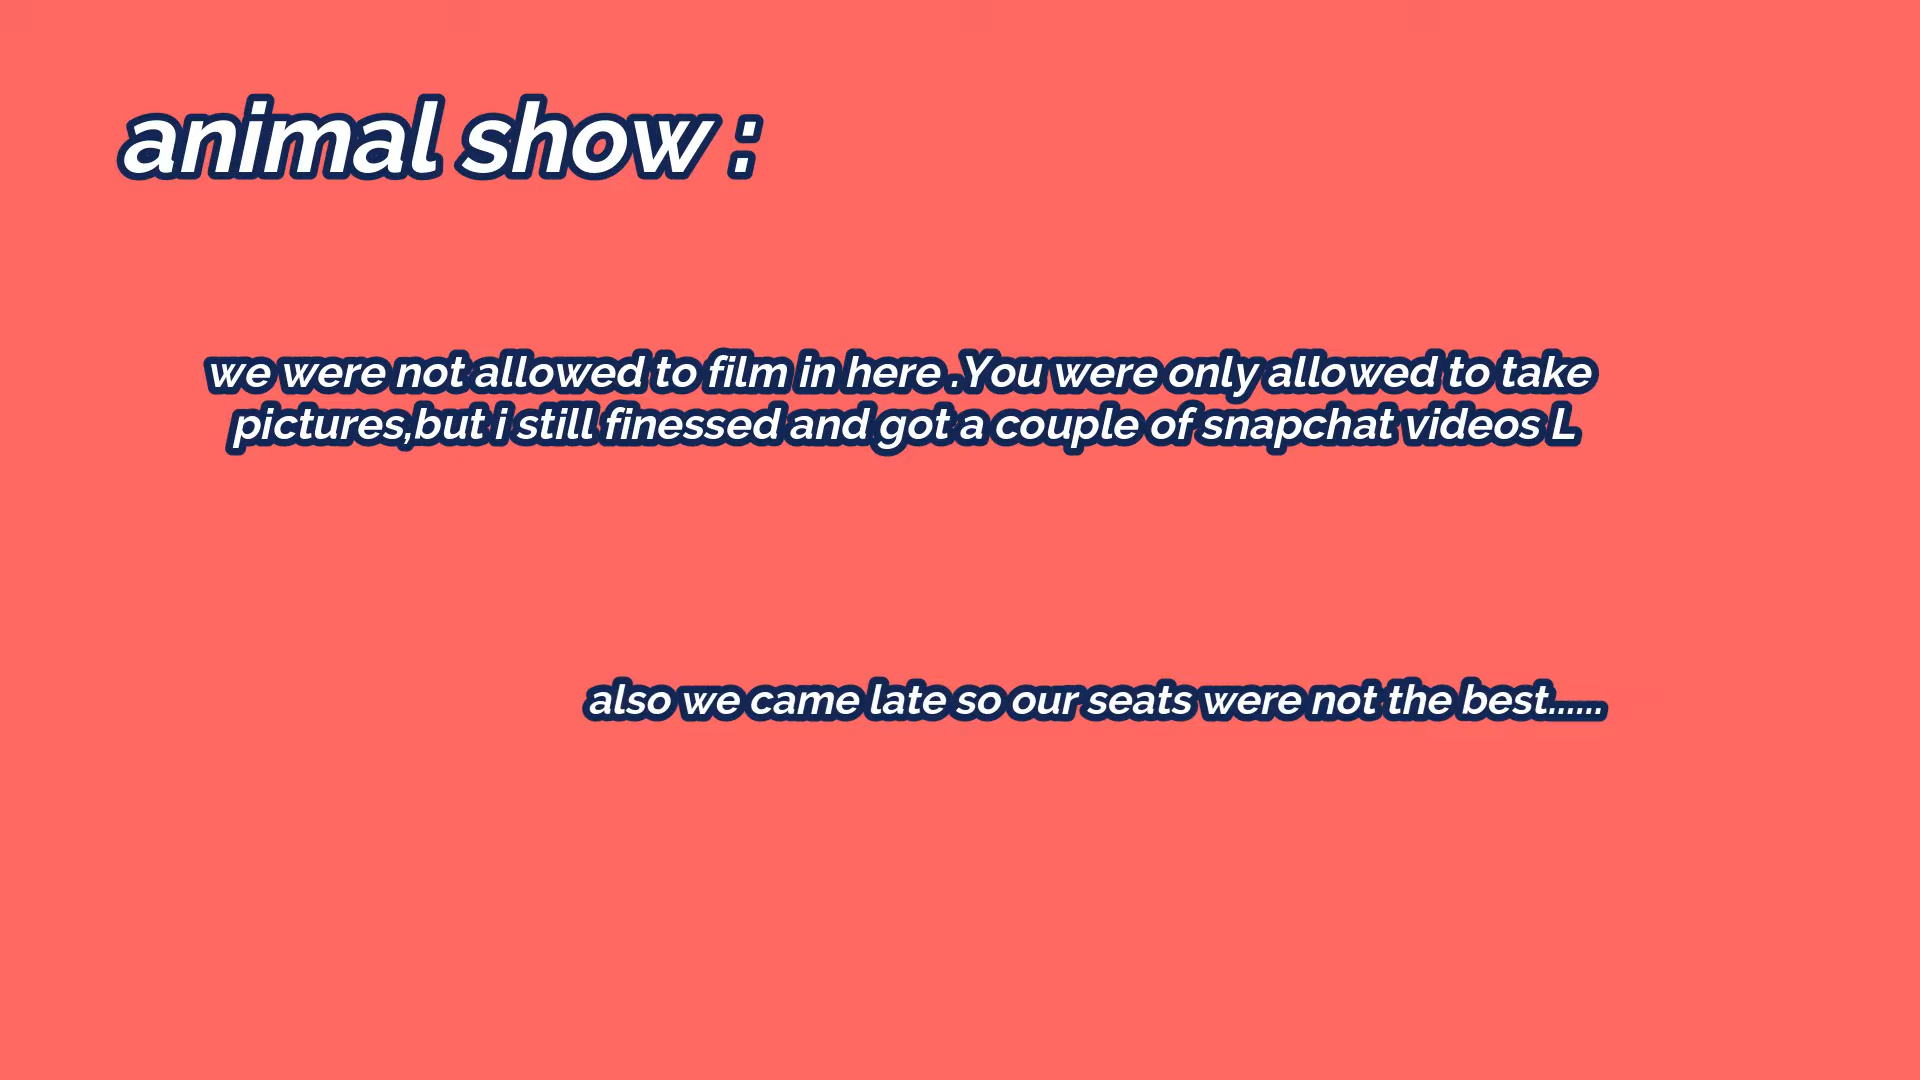 animal show :
we were not allowed to film in here .You were only allowed to take
pictures,but i still finessed and got a couple of snapchat videos L
also we came late so our seats were not the best......